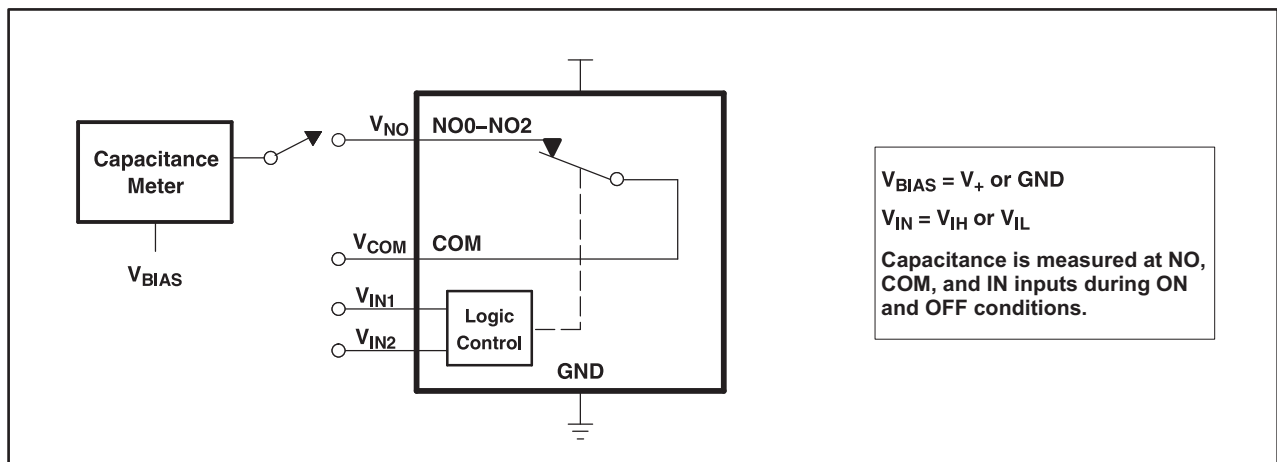 Capacitance
Meter
V_BIAS
V_NO
NO0–NO2
V_COM
COM
V_IN1
V_IN2
Logic
Control
GND
V_BIAS = V_+ or GND
V_IN = V_IH or V_IL
Capacitance is measured at NO,
COM, and IN inputs during ON
and OFF conditions.